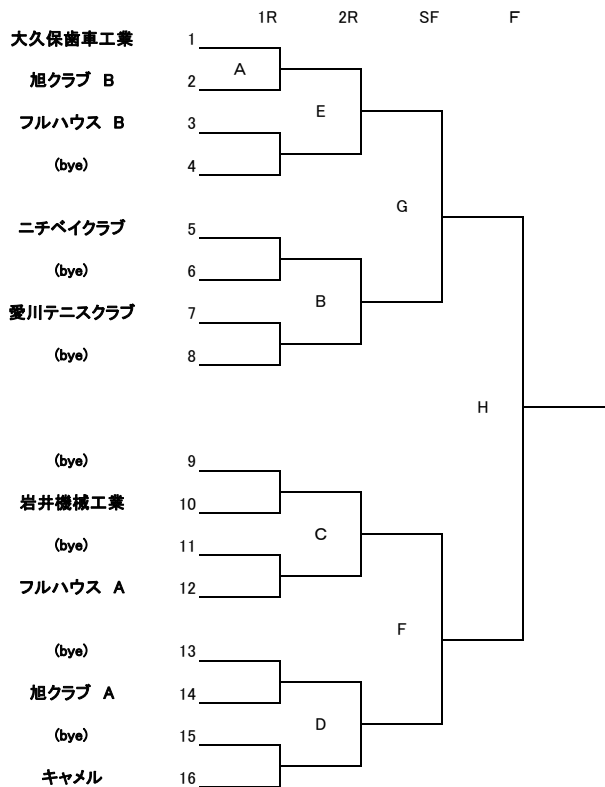 1R 2R SF F
大久保歯車工業 1
A
旭クラブ B 2
E
フルハウス B 3
(bye) 4
G
ニチベイクラブ 5
(bye) 6
B
愛川テニスクラブ 7
(bye) 8
H
(bye) 9
岩井機械工業 10
C
(bye) 11
フルハウス A 12
F
(bye) 13
旭クラブ A 14
D
(bye) 15
キャメル 16